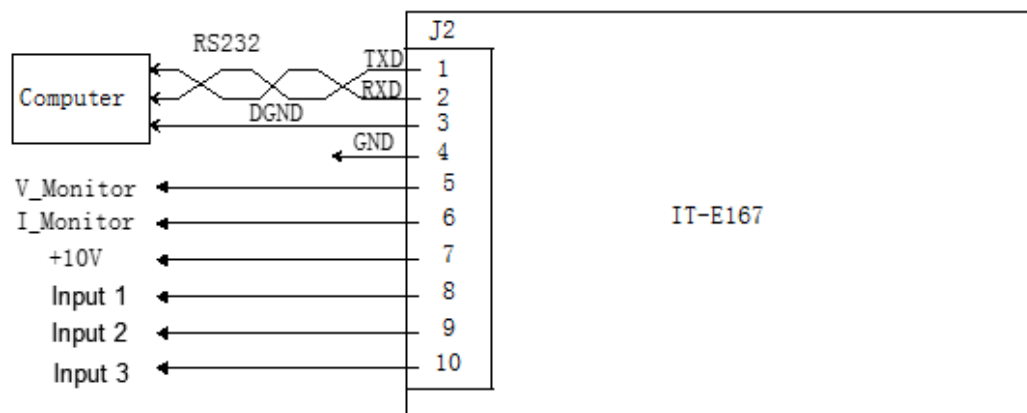 J2
RS232
TXD
1
Computer
RXD
2
DGND
3
GND
4
V_Monitor
5
I_Monitor
6
IT-E167
+10V
7
Input 1
8
Input 2
9
Input 3
10